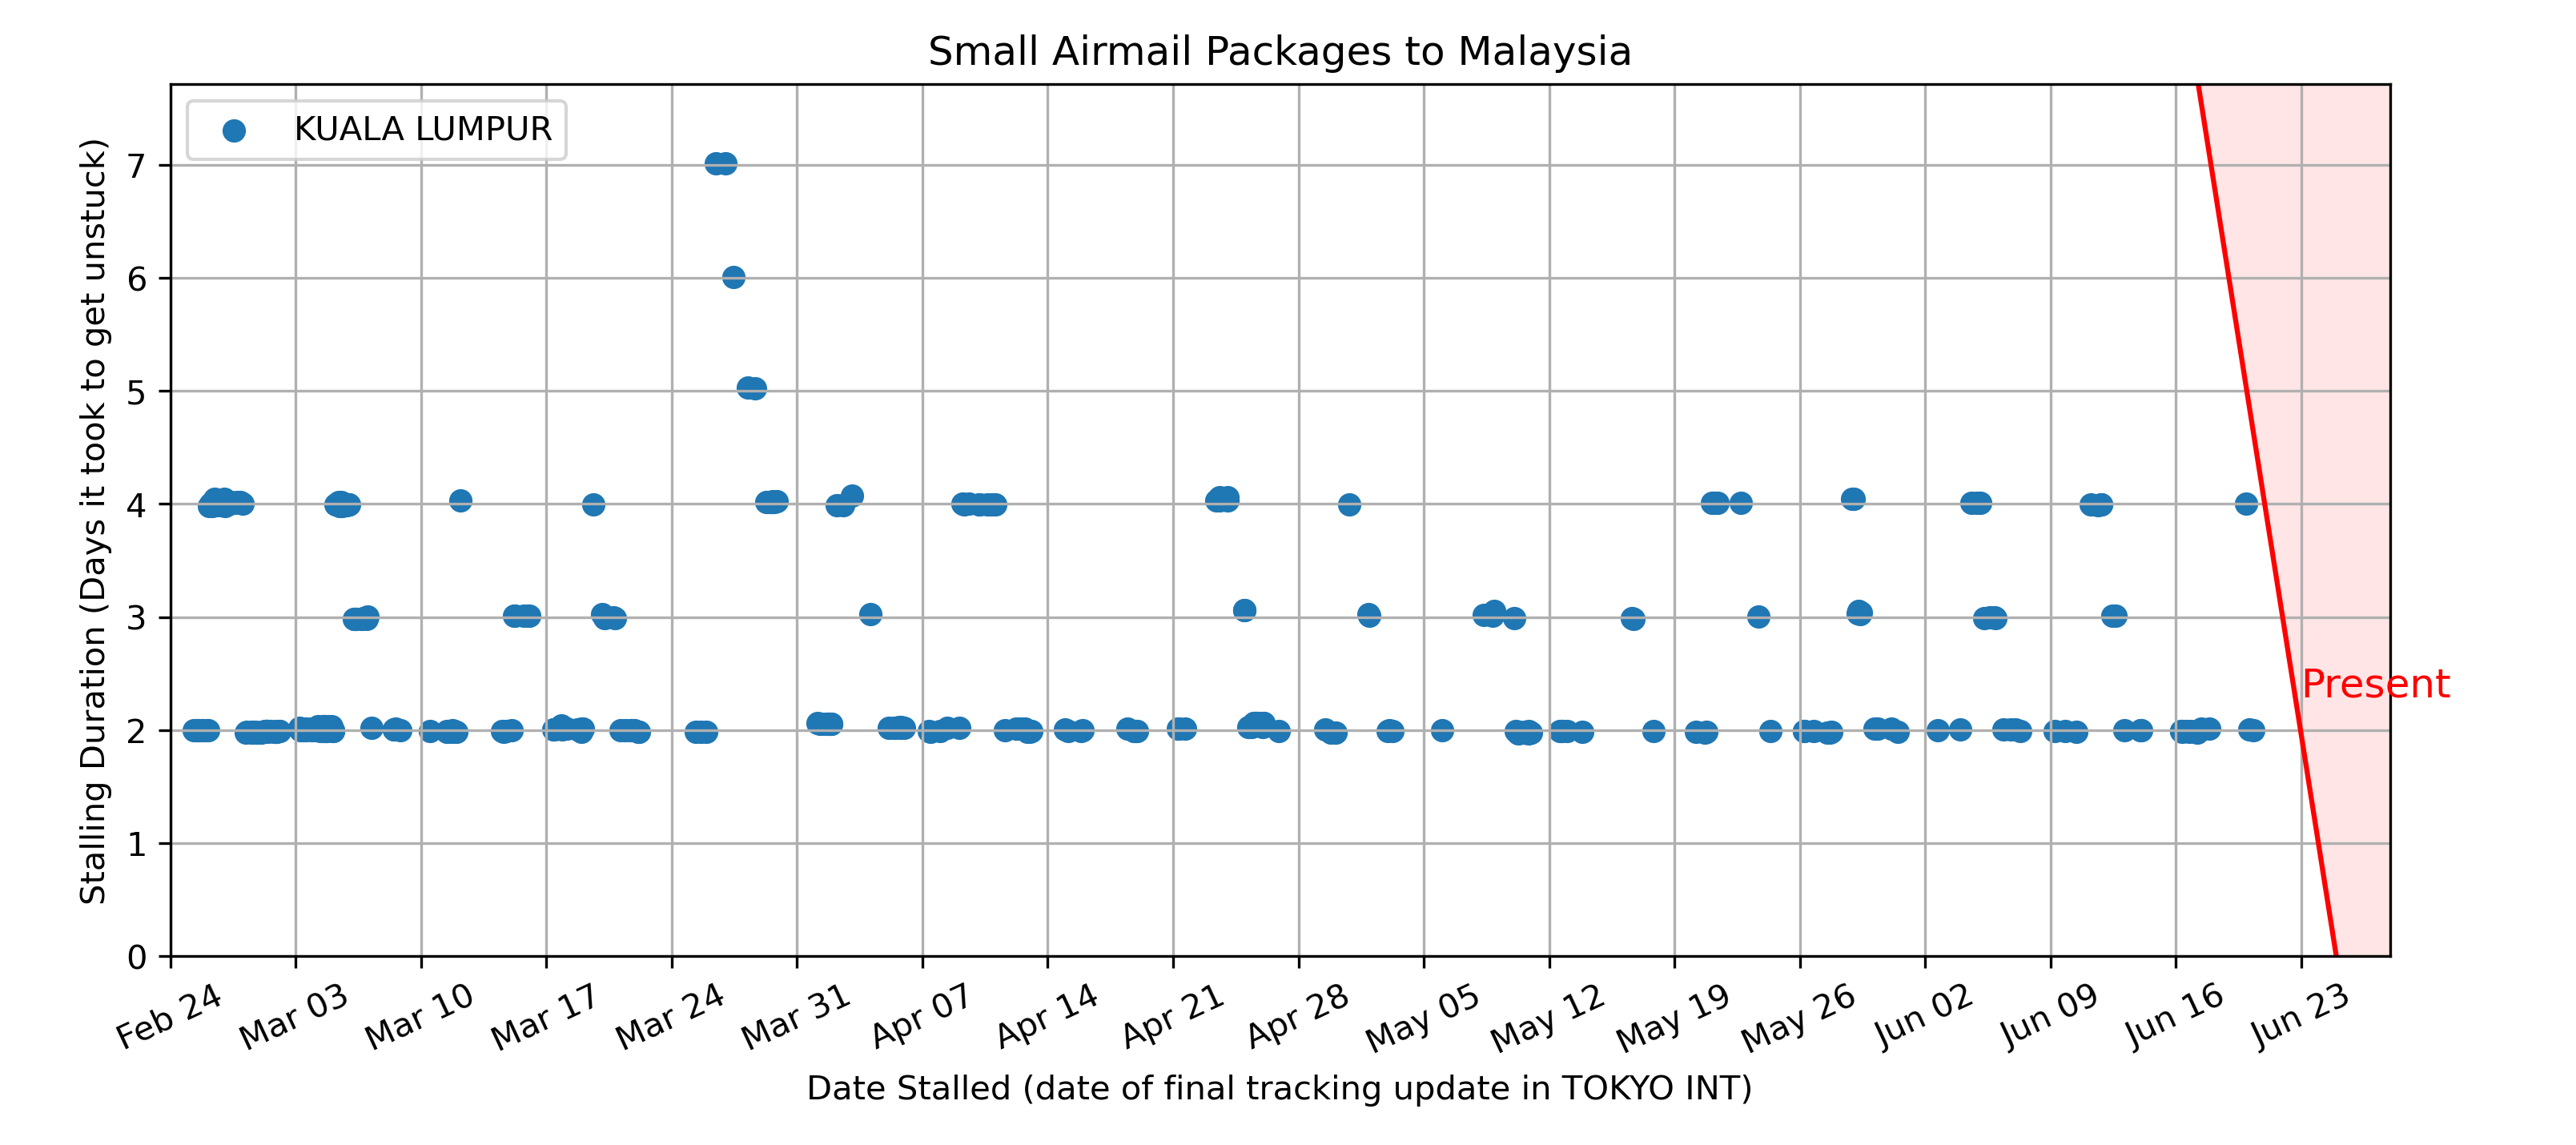 Small Airmail Packages to Malaysia
KUALA LUMPUR
Stalling Duration (Days it took to get unstuck)
7
6
5
4
3
2
1
0
Present
Feb 24
Mar 03
Mar 10
Mar 17
Mar 24
Mar 31
Apr 07
Apr 14
Apr 21
Apr 28
May 05
May 12
May 19
May 26
Jun 02
Jun 09
Jun 16
Jun 23
Date Stalled (date of final tracking update in TOKYO INT)